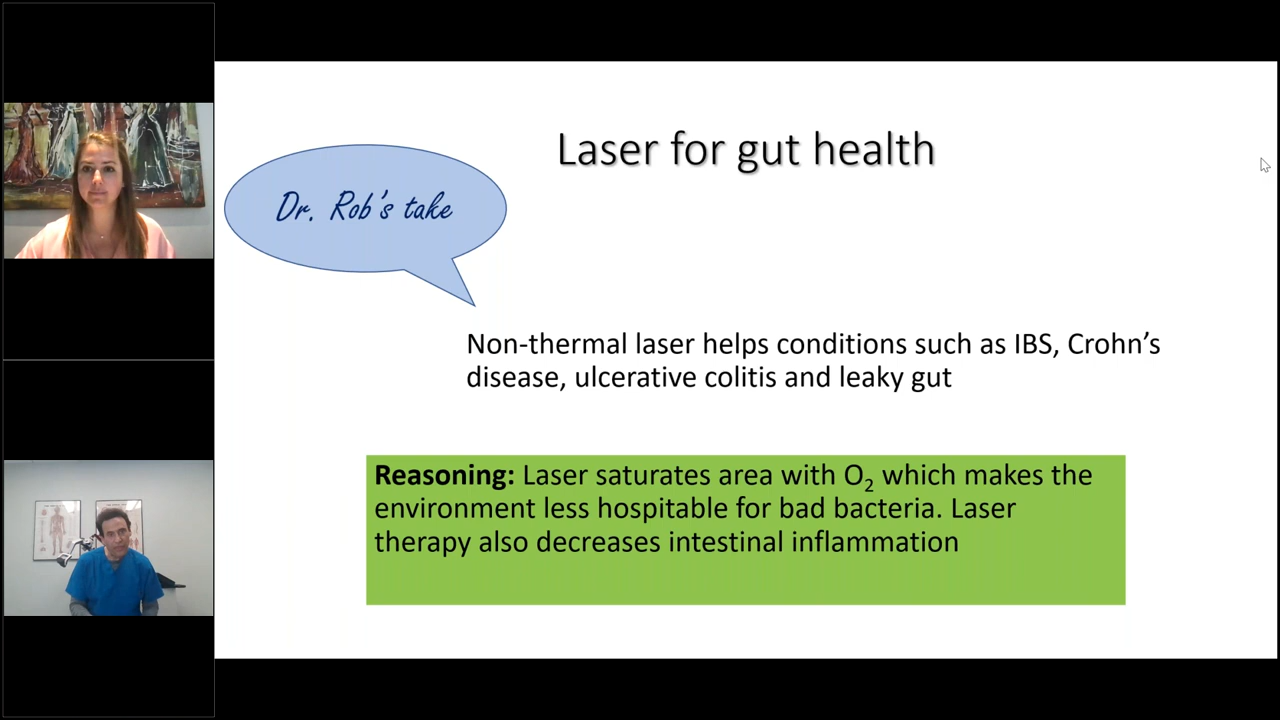 Laser for gut health
Dr. Rob's take
Non-thermal laser helps conditions such as IBS, Crohn’s
disease, ulcerative colitis and leaky gut
Reasoning: Laser saturates area with O₂ which makes the
environment less hospitable for bad bacteria. Laser
therapy also decreases intestinal inflammation